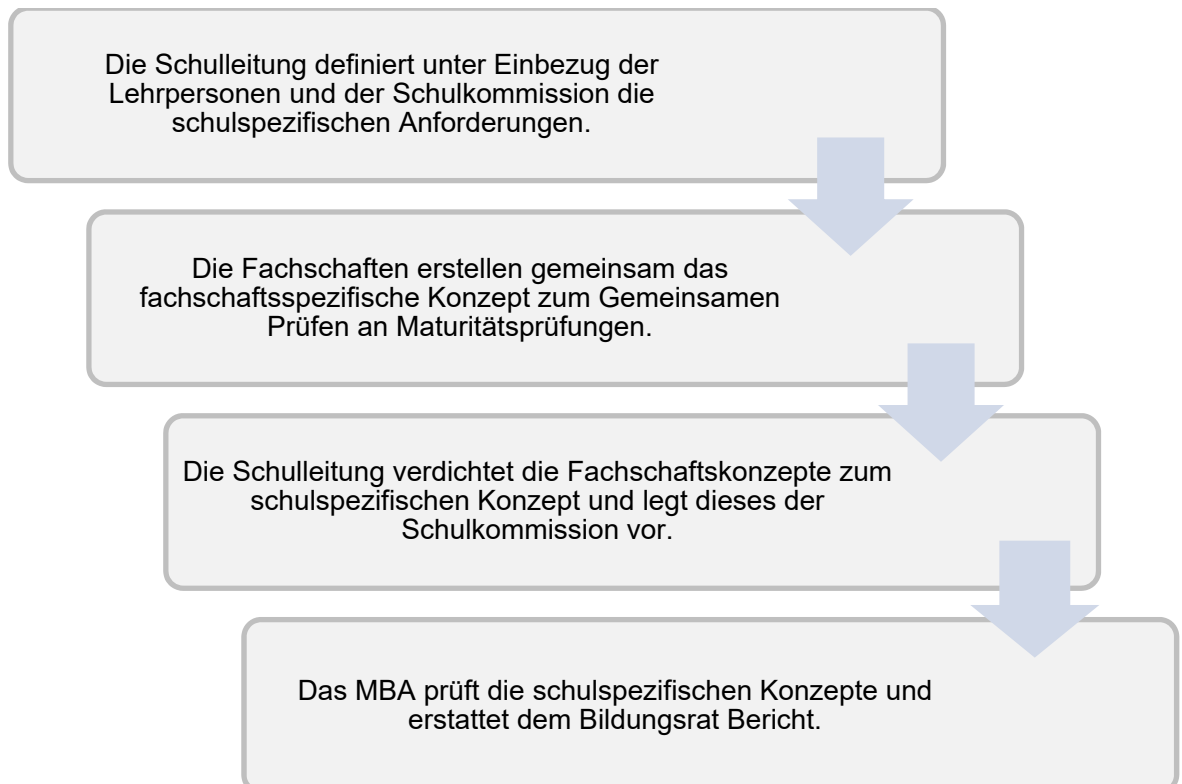 Die Schulleitung definiert unter Einbezug der
Lehrpersonen und der Schulkommission die
schulspezifischen Anforderungen.
Die Fachschaften erstellen gemeinsam das
fachschaftsspezifische Konzept zum Gemeinsamen
Prüfen an Maturitätsprüfungen.
Die Schulleitung verdichtet die Fachschaftskonzepte zum
schulspezifischen Konzept und legt dieses der
Schulkommission vor.
Das MBA prüft die schulspezifischen Konzepte und
erstattet dem Bildungsrat Bericht.